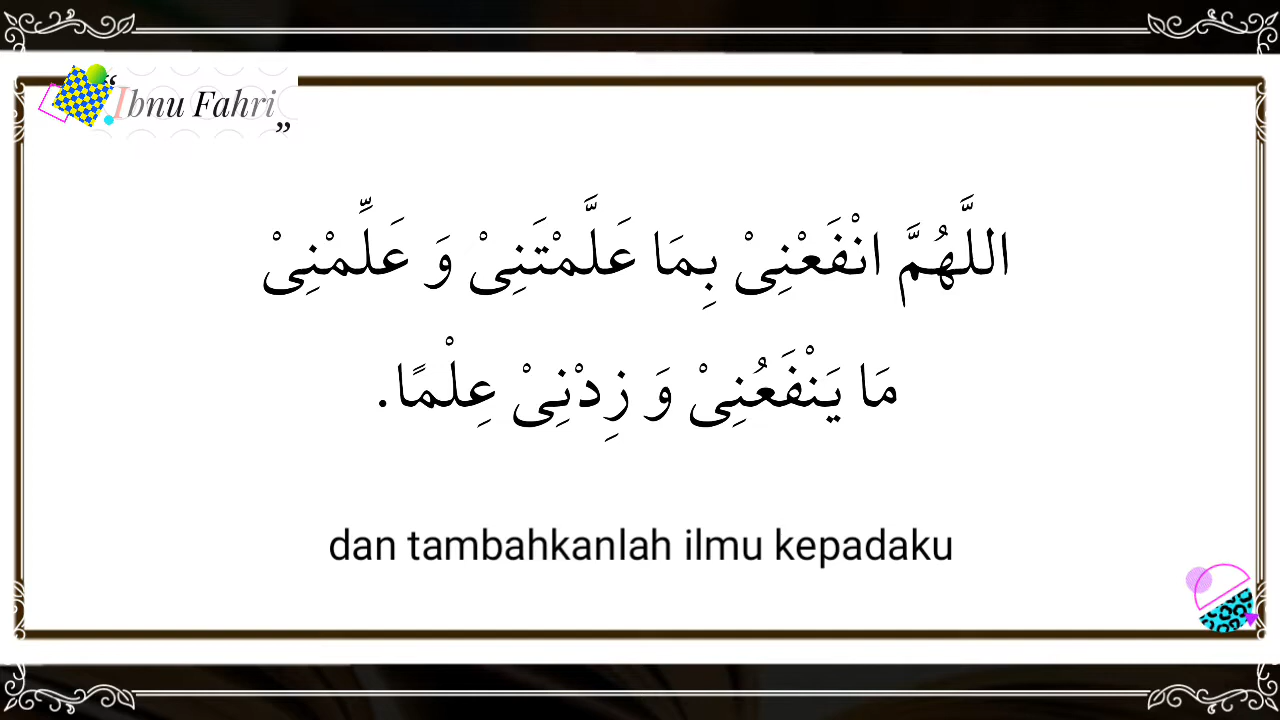 “Ibnu Fahri”
اللَّهُمَّ انْفَعْنِىْ بِمَا عَلَّمْتَنِىْ وَ عَلِّمْنِىْ
مَا يَنْفَعُنِىْ وَ زِدْنِىْ عِلْمًا.
dan tambahkanlah ilmu kepadaku